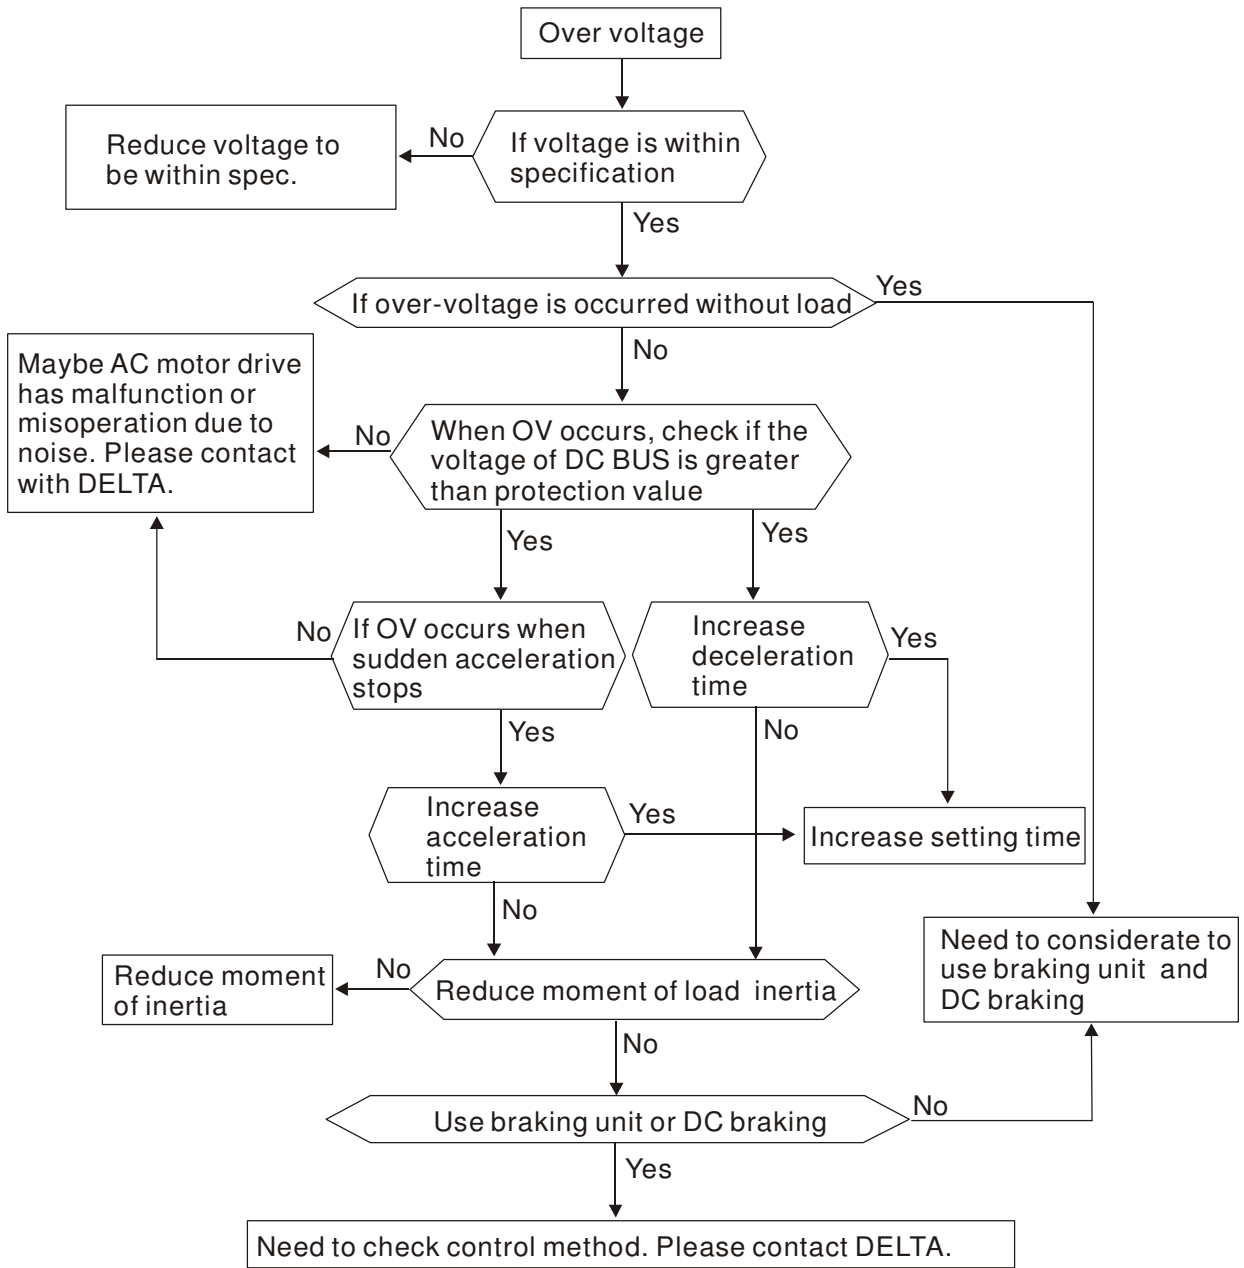 Over voltage
No
Reduce voltage to
be within spec.
If voltage is within
specification
Yes
If over-voltage is occurred without load
Yes
No
Maybe AC motor drive
has malfunction or
misoperation due to
noise. Please contact
with DELTA.
No
When OV occurs, check if the
voltage of DC BUS is greater
than protection value
Yes
Yes
No
If OV occurs when
sudden acceleration
stops
Increase
deceleration
time
Yes
Yes
No
Increase
acceleration
time
Yes
Increase setting time
No
Need to considerate to
use braking unit and
DC braking
Reduce moment
of inertia
No
Reduce moment of load inertia
No
Use braking unit or DC braking
No
Yes
Need to check control method. Please contact DELTA.